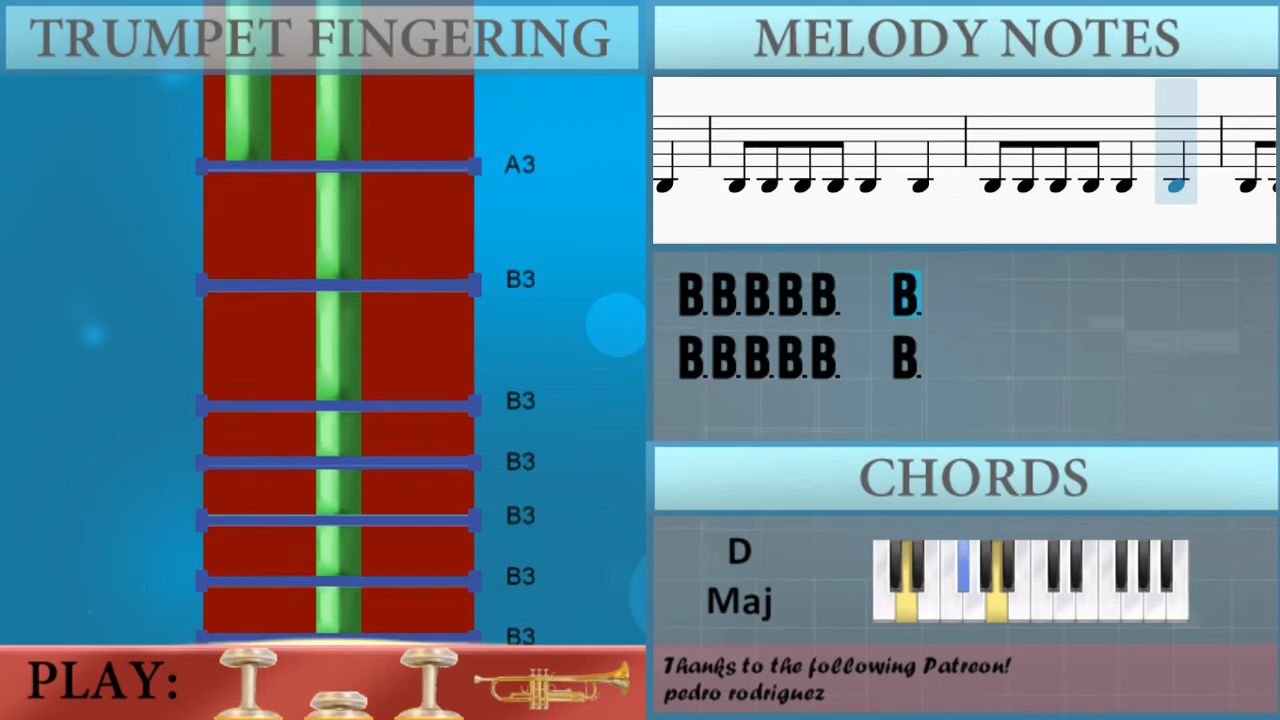 TRUMPET FINGERING
MELODY NOTES
A3
B3
B3
B3
B3
B3
B3
B.B.B.B.B. B.
B.B.B.B.B. B.
CHORDS
D
Maj
PLAY:
Thanks to the following Patreon!
pedro rodriguez